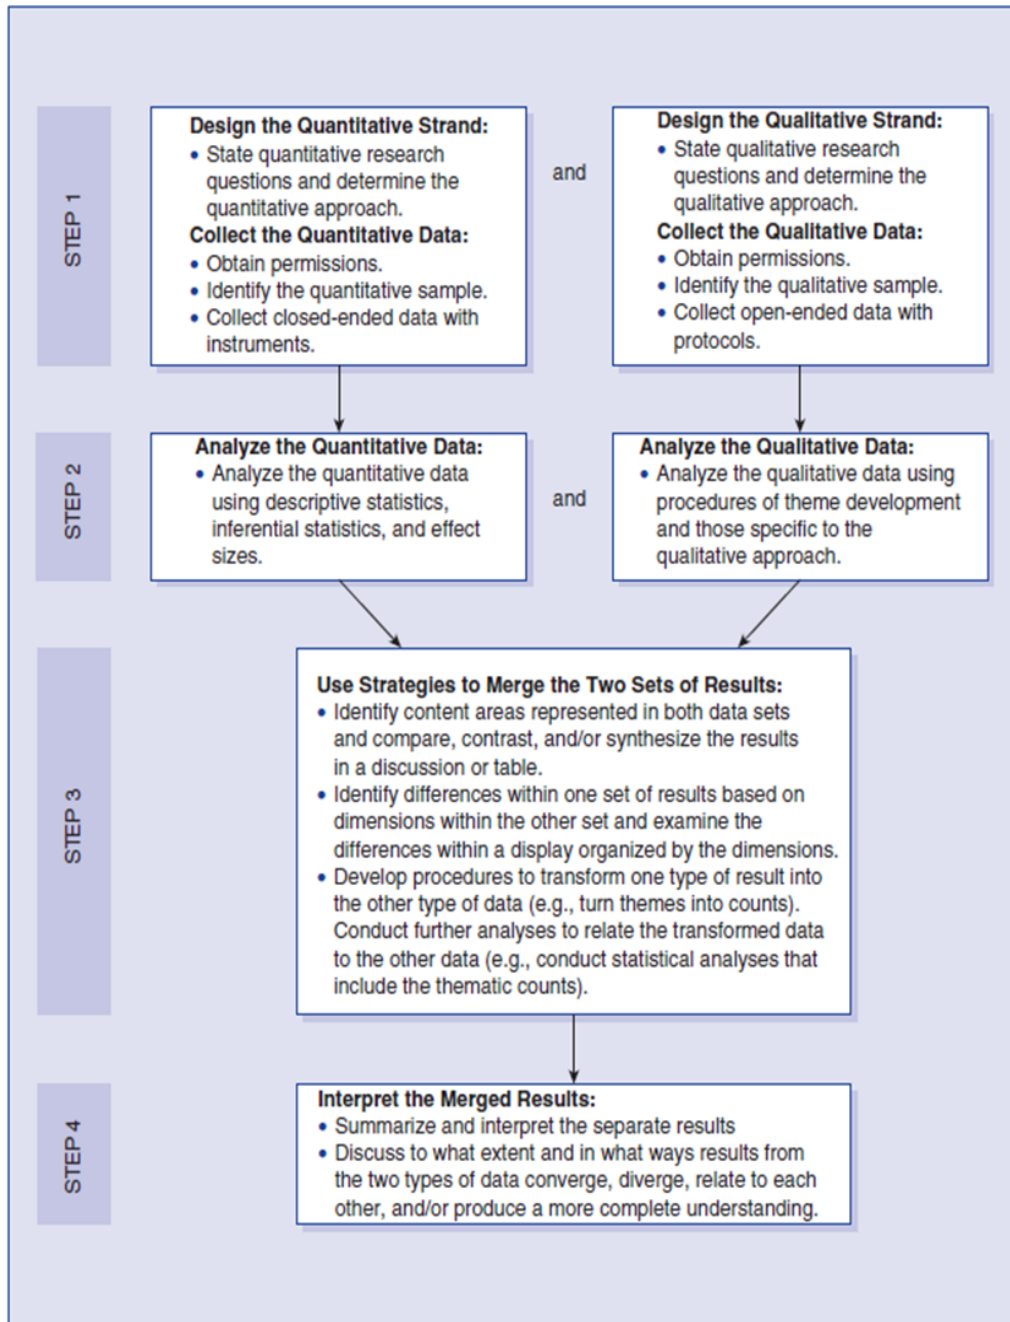 STEP 1
Design the Quantitative Strand:
• State quantitative research
questions and determine the
quantitative approach.
Collect the Quantitative Data:
• Obtain permissions.
• Identify the quantitative sample.
• Collect closed-ended data with
instruments.
and
Design the Qualitative Strand:
• State qualitative research
questions and determine the
qualitative approach.
Collect the Qualitative Data:
• Obtain permissions.
• Identify the qualitative sample.
• Collect open-ended data with
protocols.
STEP 2
Analyze the Quantitative Data:
• Analyze the quantitative data
using descriptive statistics,
inferential statistics, and effect
sizes.
and
Analyze the Qualitative Data:
• Analyze the qualitative data using
procedures of theme development
and those specific to the
qualitative approach.
STEP 3
Use Strategies to Merge the Two Sets of Results:
• Identify content areas represented in both data sets
and compare, contrast, and/or synthesize the results
in a discussion or table.
• Identify differences within one set of results based on
dimensions within the other set and examine the
differences within a display organized by the dimensions.
• Develop procedures to transform one type of result into
the other type of data (e.g., turn themes into counts).
Conduct further analyses to relate the transformed data
to the other data (e.g., conduct statistical analyses that
include the thematic counts).
STEP 4
Interpret the Merged Results:
• Summarize and interpret the separate results
• Discuss to what extent and in what ways results from
the two types of data converge, diverge, relate to each
other, and/or produce a more complete understanding.